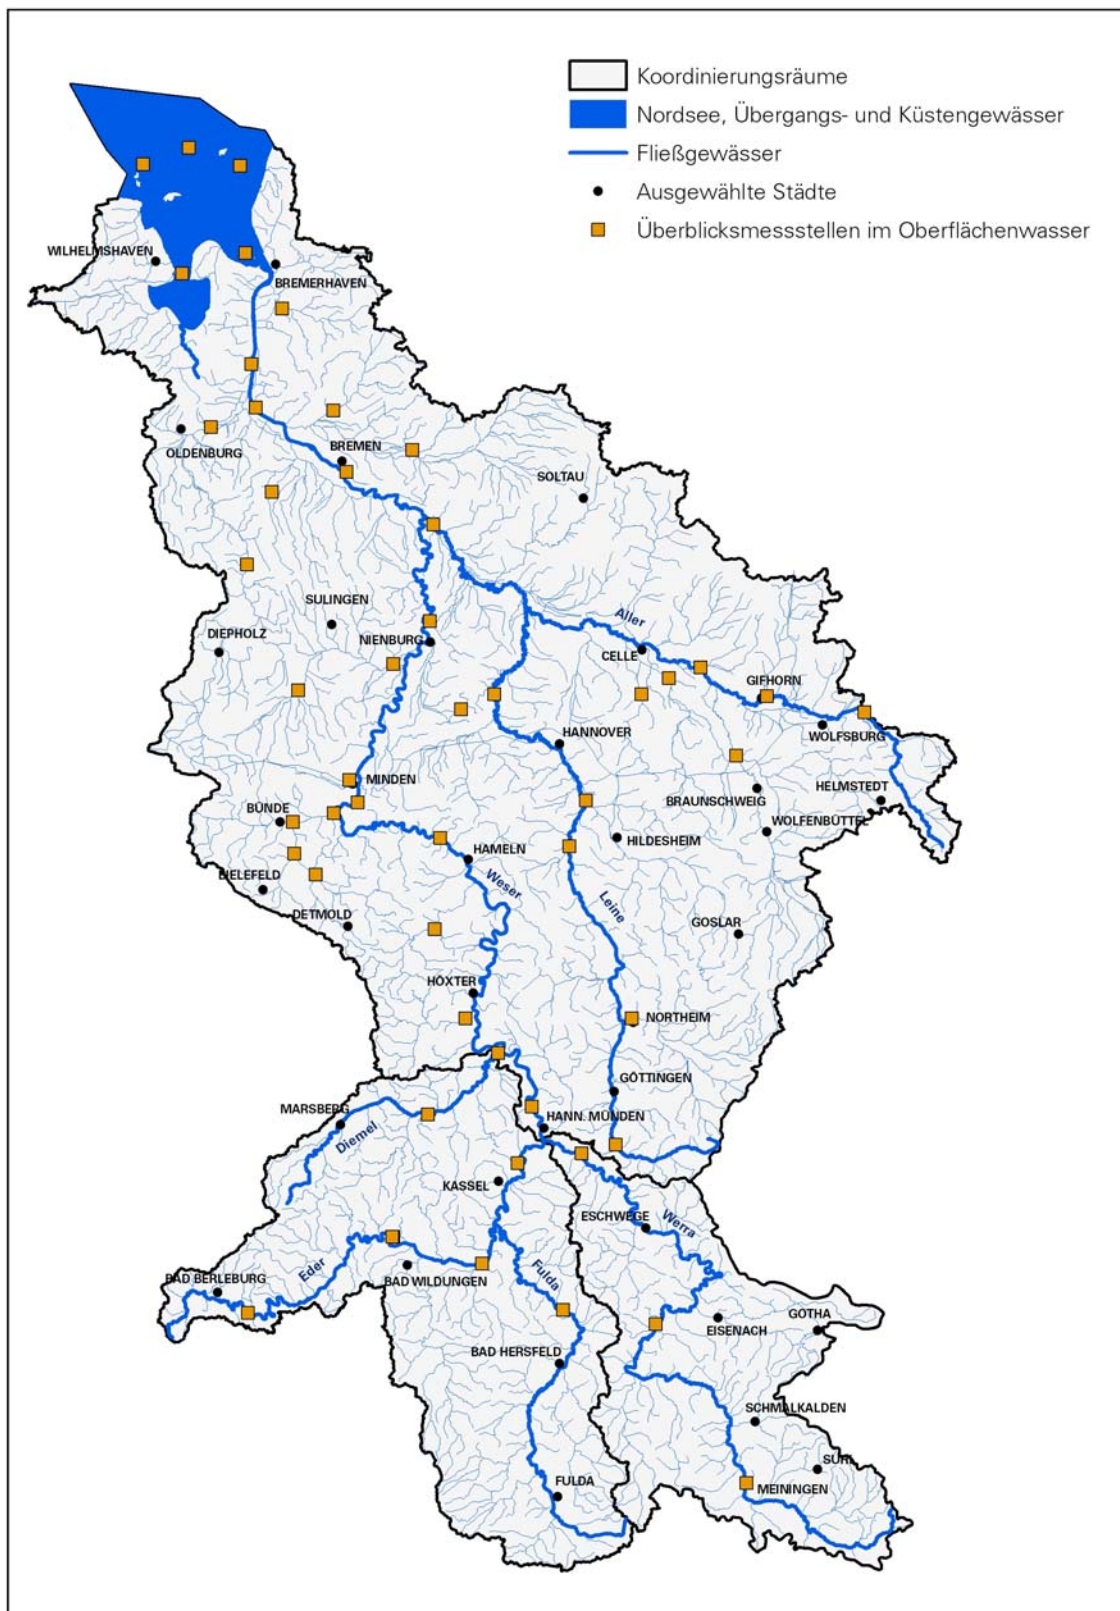 Koordinierungsräume
Nordsee, Übergangs- und Küstengewässer
Fließgewässer
Ausgewählte Städte
Überblicksmessstellen im Oberflächenwasser
WILHELMSHAVEN
BREMERHAVEN
OLDENBURG
BREMEN
SOLTAU
SULINGEN
DIEPHOLZ
NIENBURG
Aller
CELLE
GIFHORN
WOLFSBURG
HANNOVER
MINDEN
BRAUNSCHWEIG
HELMSTEDT
BÜNDE
WOLFENBÜTTEL
HILDESHEIM
HAMELN
BIELEFELD
Weser
Leine
DETMOLD
GOSLAR
HÖXTER
NORTHEIM
GÖTTINGEN
MARSBERG
Diemel
HANN. MÜNDEN
KASSEL
ESCHWEGE
Werra
BAD BERLEBURG
Eder
BAD WILDUNGEN
Fulda
EISENACH
GOTHA
BAD HERSFELD
SCHMALKALDEN
SUHL
FULDA
MEININGEN